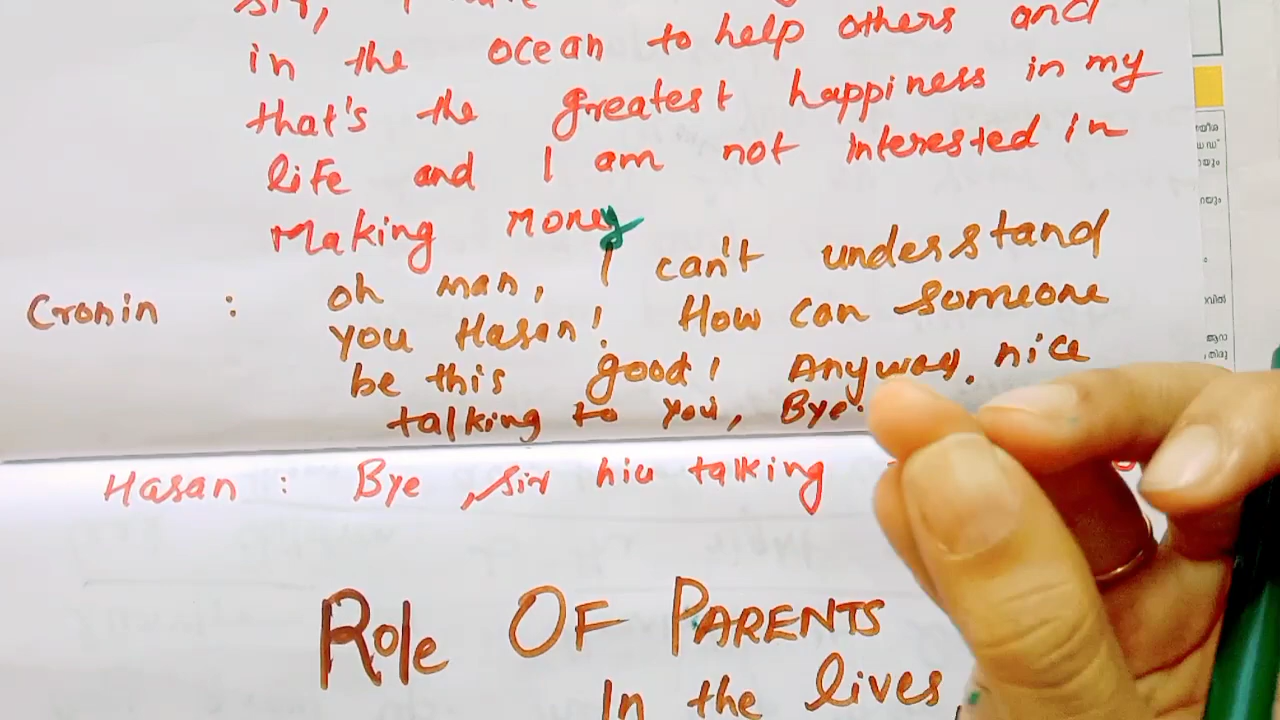 sir, I
in the ocean to help others and
that's the greatest happiness in my
life and I am not interested in
Making money
Cronin : oh man, I can't understand
you Hasan! How can someone
be this good! Anyway, nice
talking to you, Bye.
Hasan : Bye, sir talking
Role OF PARENTS
In the lives